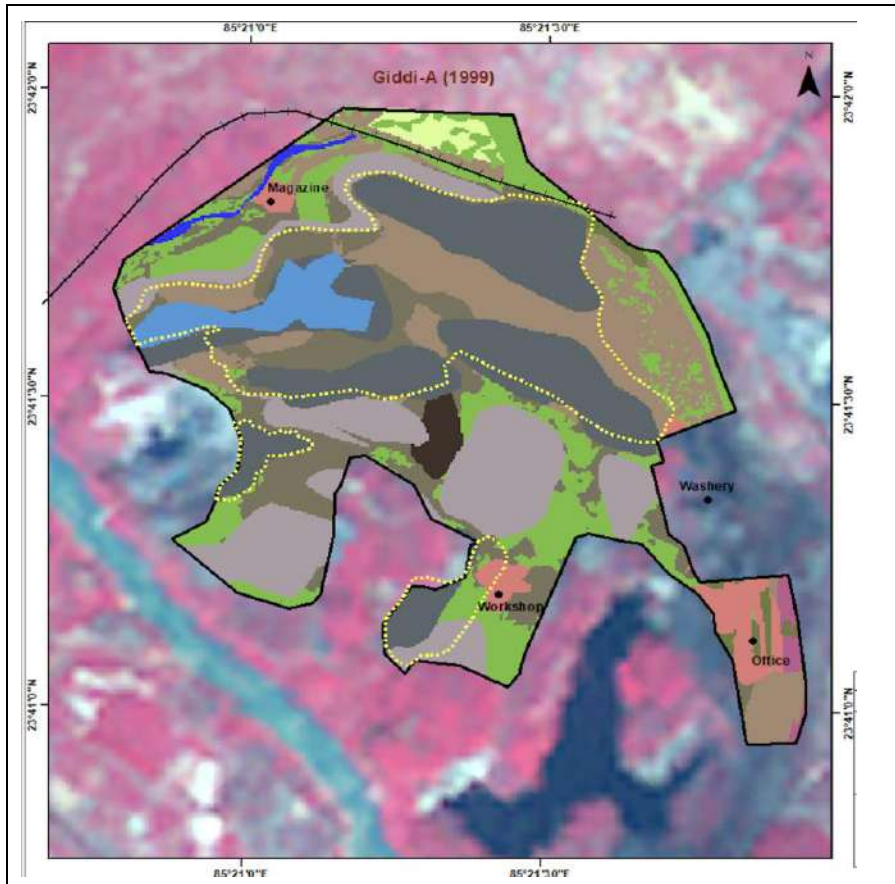 85°21'0"E 85°21'30"E
N
Giddi-A (1999)
23°42'0"N 23°42'0"N
Magazine
23°41'30"N 23°41'30"N
Washery
Workshop
Office
23°41'0"N 23°41'0"N
85°21'0"E 85°21'30"E